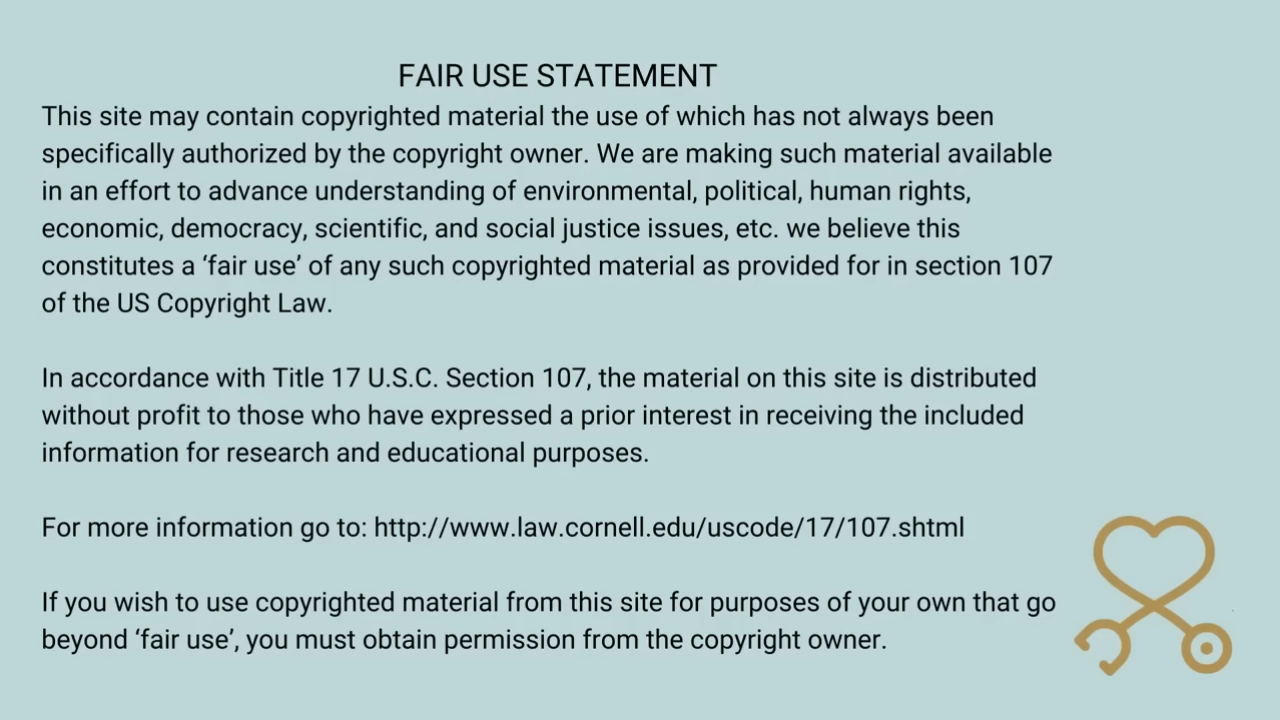 FAIR USE STATEMENT
This site may contain copyrighted material the use of which has not always been
specifically authorized by the copyright owner. We are making such material available
in an effort to advance understanding of environmental, political, human rights,
economic, democracy, scientific, and social justice issues, etc. we believe this
constitutes a ‘fair use’ of any such copyrighted material as provided for in section 107
of the US Copyright Law.
In accordance with Title 17 U.S.C. Section 107, the material on this site is distributed
without profit to those who have expressed a prior interest in receiving the included
information for research and educational purposes.
For more information go to: http://www.law.cornell.edu/uscode/17/107.shtml
If you wish to use copyrighted material from this site for purposes of your own that go
beyond ‘fair use’, you must obtain permission from the copyright owner.